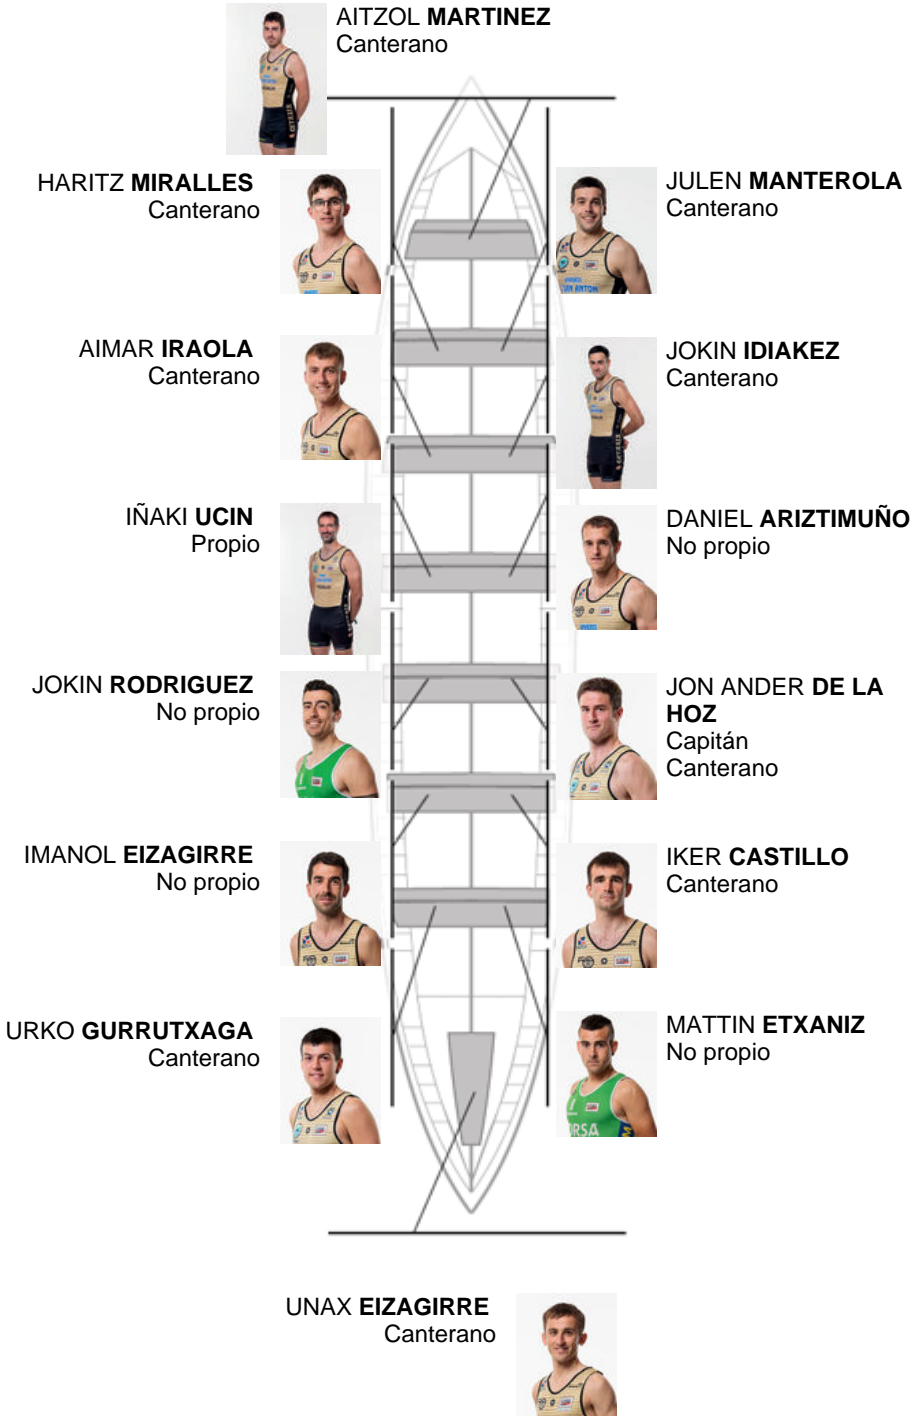 AITZOL MARTINEZ
Canterano
HARITZ MIRALLES
Canterano
JULEN MANTEROLA
Canterano
AIMAR IRAOLA
Canterano
JOKIN IDIAKEZ
Canterano
IÑAKI UCIN
Propio
DANIEL ARIZTIMUÑO
No propio
JOKIN RODRIGUEZ
No propio
JON ANDER DE LA
HOZ
Capitán
Canterano
IMANOL EIZAGIRRE
No propio
IKER CASTILLO
Canterano
URKO GURRUTXAGA
Canterano
MATTIN ETXANIZ
No propio
UNAX EIZAGIRRE
Canterano